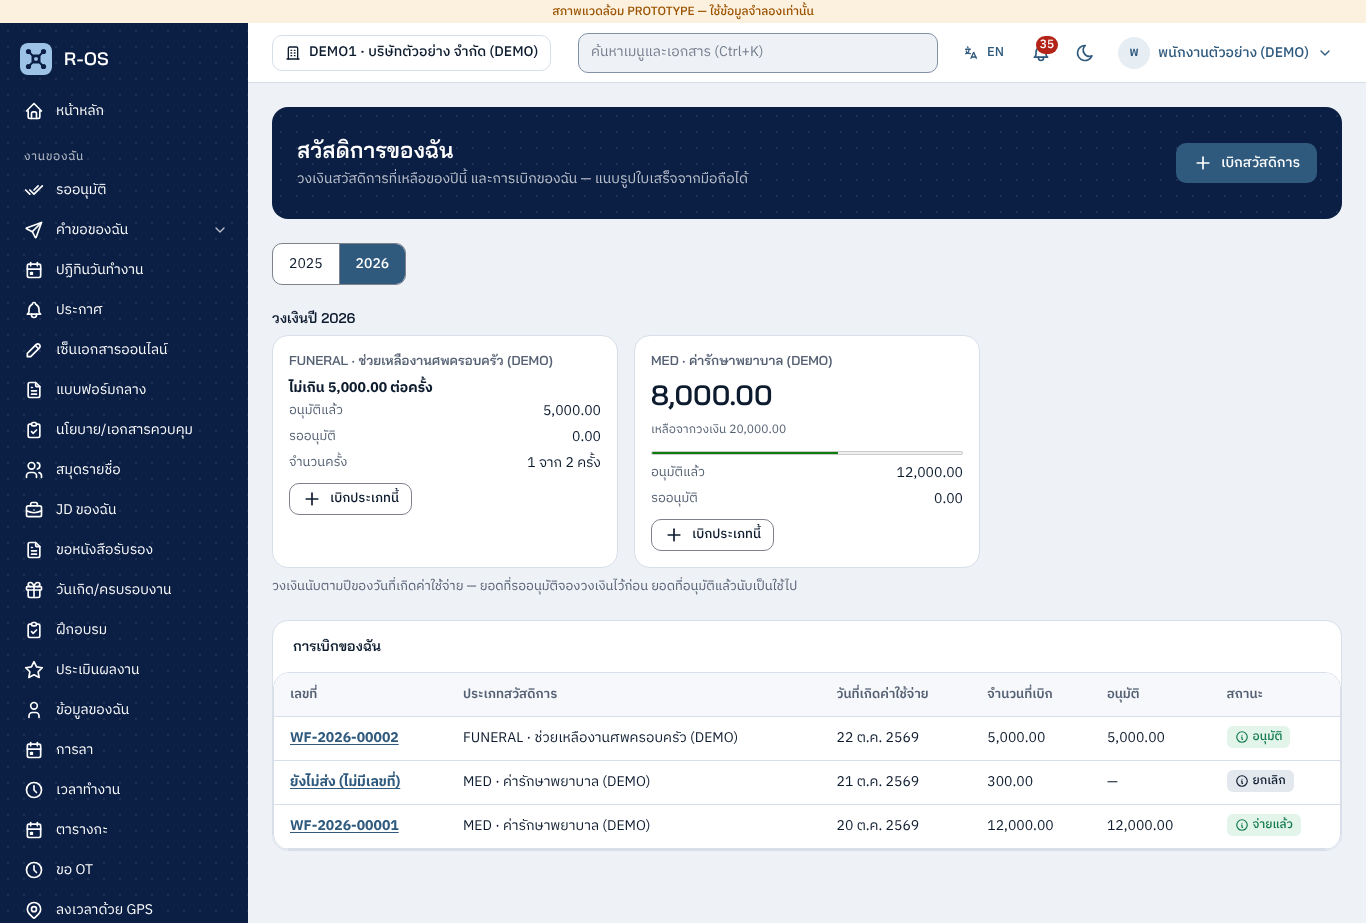 สภาพแวดล้อม PROTOTYPE — ใช้ข้อมูลจำลองเท่านั้น
R-OS
หน้าหลัก
งานของฉัน
รออนุมัติ
คำขอของฉัน
ปฏิทินวันทำงาน
ประกาศ
เซ็นเอกสารออนไลน์
แบบฟอร์มกลาง
นโยบาย/เอกสารควบคุม
สมุดรายชื่อ
JD ของฉัน
ขอหนังสือรับรอง
วันเกิด/ครบรอบงาน
ฝึกอบรม
ประเมินผลงาน
ข้อมูลของฉัน
การลา
เวลาทำงาน
ตารางกะ
ขอ OT
ลงเวลาด้วย GPS
DEMO1 · บริษัทตัวอย่าง จำกัด (DEMO)
ค้นหาเมนูและเอกสาร (Ctrl+K)
EN
35
พ พนักงานตัวอย่าง (DEMO)
สวัสดิการของฉัน
วงเงินสวัสดิการที่เหลือของปีนี้ และการเบิกของฉัน — แนบรูปใบเสร็จจากมือถือได้
เบิกสวัสดิการ
2025 2026
วงเงินปี 2026
FUNERAL · ช่วยเหลืองานศพครอบครัว (DEMO)
ไม่เกิน 5,000.00 ต่อครั้ง
อนุมัติแล้ว 5,000.00
รออนุมัติ 0.00
จำนวนครั้ง 1 จาก 2 ครั้ง
เบิกประเภทนี้
MED · ค่ารักษาพยาบาล (DEMO)
8,000.00
เหลือจากวงเงิน 20,000.00
อนุมัติแล้ว 12,000.00
รออนุมัติ 0.00
เบิกประเภทนี้
วงเงินนับตามปีของวันที่เกิดค่าใช้จ่าย — ยอดที่รออนุมัติจองวงเงินไว้ก่อน ยอดที่อนุมัติแล้วนับเป็นใช้ไป
การเบิกของฉัน
เลขที่ ประเภทสวัสดิการ วันที่เกิดค่าใช้จ่าย จำนวนที่เบิก อนุมัติ สถานะ
WF-2026-00002 FUNERAL · ช่วยเหลืองานศพครอบครัว (DEMO) 22 ต.ค. 2569 5,000.00 5,000.00 อนุมัติ
ยังไม่ส่ง (ไม่มีเลขที่) MED · ค่ารักษาพยาบาล (DEMO) 21 ต.ค. 2569 300.00 — ยกเลิก
WF-2026-00001 MED · ค่ารักษาพยาบาล (DEMO) 20 ต.ค. 2569 12,000.00 12,000.00 จ่ายแล้ว